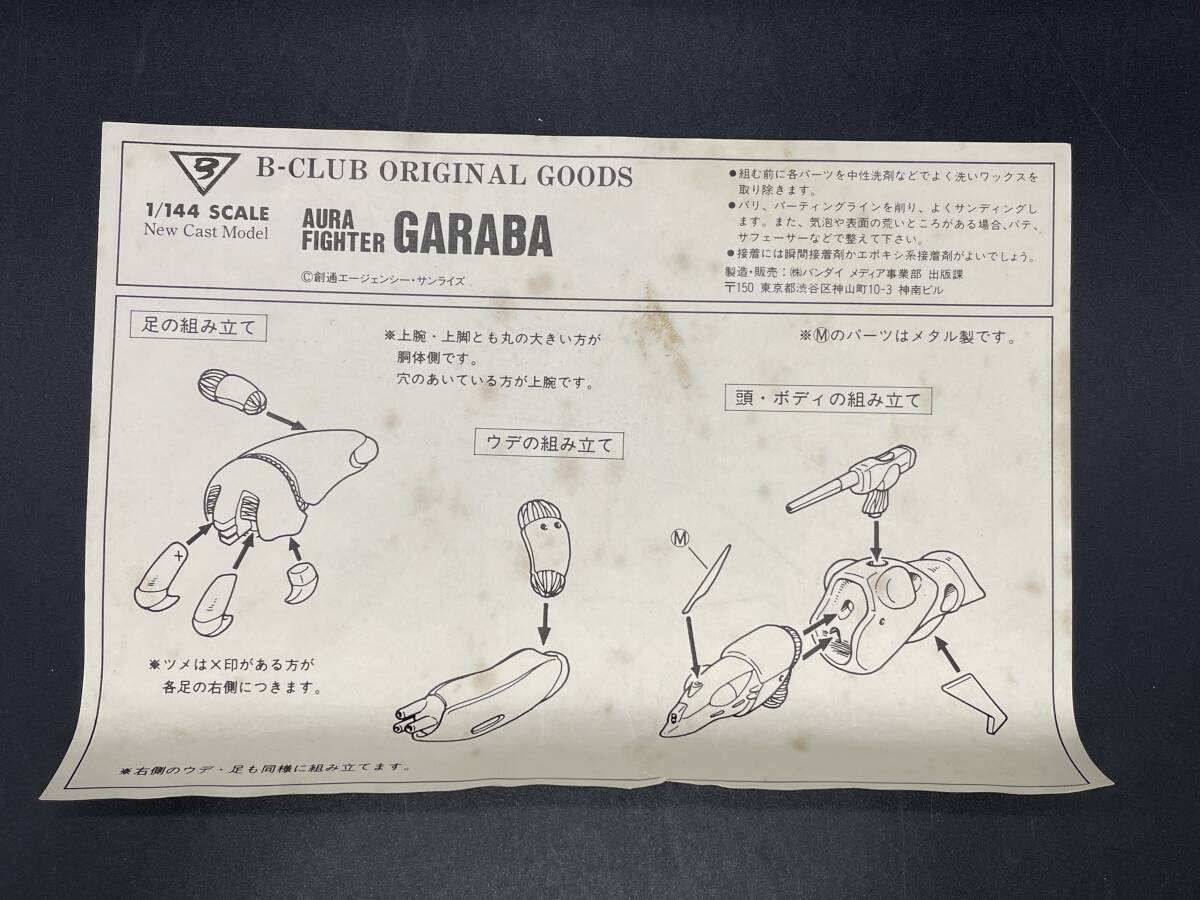 B-CLUB ORIGINAL GOODS
1/144 SCALE
New Cast Model
AURA
FIGHTER
GARABA
©創通エージェンシー・サンライズ
●組む前に各パーツを中性洗剤などでよく洗いワックスを
取り除きます。
●バリ、パーティングラインを削り、よくサンディングし
ます。また、気泡や表面の荒いところがある場合、パテ、
サフェーサーなどで整えて下さい。
●接着には瞬間接着剤かエポキシ系接着剤がよいでしょう。
製造・販売：㈱バンダイ メディア事業部 出版課
〒150 東京都渋谷区神山町10-3 神南ビル
足の組み立て
※上腕・上脚とも丸の大きい方が
胴体側です。
穴のあいている方が上腕です。
※Ⓜのパーツはメタル製です。
頭・ボディの組み立て
ウデの組み立て
Ⓜ
※ツメは×印がある方が
各足の右側につきます。
※右側のウデ・足も同様に組み立てます。